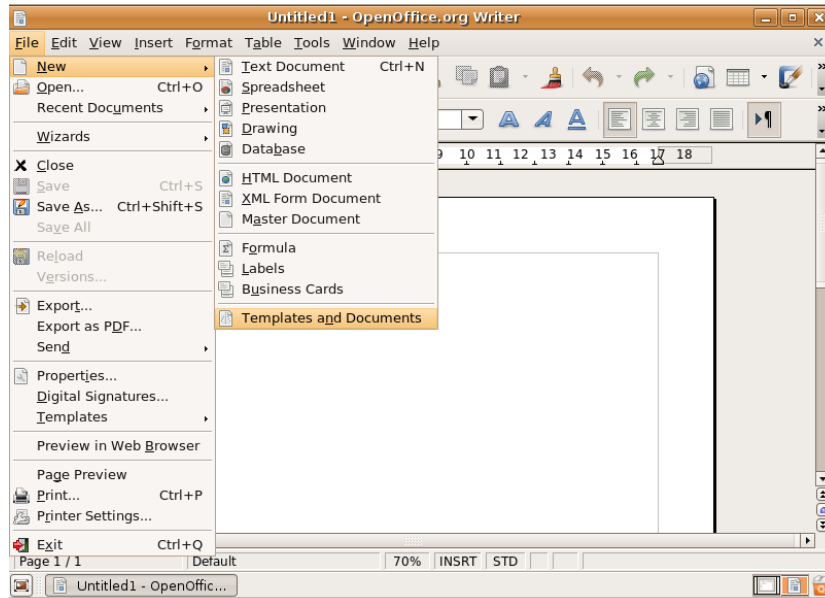 Untitled1 - OpenOffice.org Writer
File Edit View Insert Format Table Tools Window Help
New
Open... Ctrl+O
Recent Documents
Wizards
Close
Save Ctrl+S
Save As... Ctrl+Shift+S
Save All
Reload
Versions...
Export...
Export as PDF...
Send
Properties...
Digital Signatures...
Templates
Preview in Web Browser
Page Preview
Print... Ctrl+P
Printer Settings...
Exit Ctrl+Q
Text Document Ctrl+N
Spreadsheet
Presentation
Drawing
Database
HTML Document
XML Form Document
Master Document
Formula
Labels
Business Cards
Templates and Documents
10 11 12 13 14 15 16 17 18
Page 1 / 1 Default 70% INSRT STD
Untitled1 - OpenOffic...